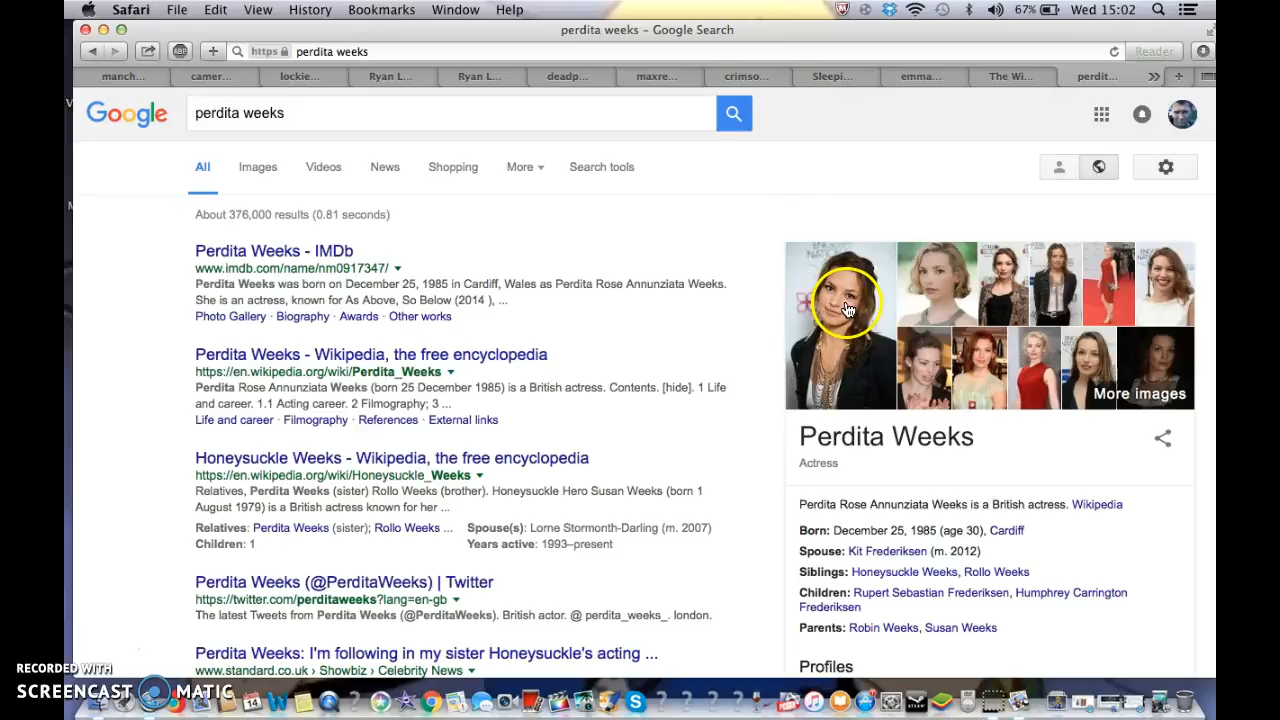 Safari File Edit View History Bookmarks Window Help 67% Wed 15:02
perdita weeks - Google Search
ABP https perdita weeks Reader
manch... camer... lockie... Ryan L... Ryan L... deadp... maxre... crimso... Sleepi... emma... The Wi... perdit...
Google perdita weeks
All Images Videos News Shopping More Search tools
About 376,000 results (0.81 seconds)
Perdita Weeks - IMDb
www.imdb.com/name/nm0917347/
Perdita Weeks was born on December 25, 1985 in Cardiff, Wales as Perdita Rose Annunziata Weeks.
She is an actress, known for As Above, So Below (2014 ), ...
Photo Gallery · Biography · Awards · Other works
Perdita Weeks - Wikipedia, the free encyclopedia
https://en.wikipedia.org/wiki/Perdita_Weeks
Perdita Rose Annunziata Weeks (born 25 December 1985) is a British actress. Contents. [hide]. 1 Life
and career. 1.1 Acting career. 2 Filmography; 3 ...
Life and career · Filmography · References · External links
Honeysuckle Weeks - Wikipedia, the free encyclopedia
https://en.wikipedia.org/wiki/Honeysuckle_Weeks
Relatives, Perdita Weeks (sister) Rollo Weeks (brother). Honeysuckle Hero Susan Weeks (born 1
August 1979) is a British actress known for her ...
Relatives: Perdita Weeks (sister); Rollo Weeks ... Spouse(s): Lorne Stormonth-Darling (m. 2007)
Children: 1 Years active: 1993–present
Perdita Weeks (@PerditaWeeks) | Twitter
https://twitter.com/perditaweeks?lang=en-gb
The latest Tweets from Perdita Weeks (@PerditaWeeks). British actor. @ perdita_weeks_. london.
Perdita Weeks: I'm following in my sister Honeysuckle's acting ...
www.standard.co.uk › Showbiz › Celebrity News
More images
Perdita Weeks
Actress
Perdita Rose Annunziata Weeks is a British actress. Wikipedia
Born: December 25, 1985 (age 30), Cardiff
Spouse: Kit Frederiksen (m. 2012)
Siblings: Honeysuckle Weeks, Rollo Weeks
Children: Rupert Sebastian Frederiksen, Humphrey Carrington
Frederiksen
Parents: Robin Weeks, Susan Weeks
Profiles
RECORDED WITH
SCREENCAST MATIC
14